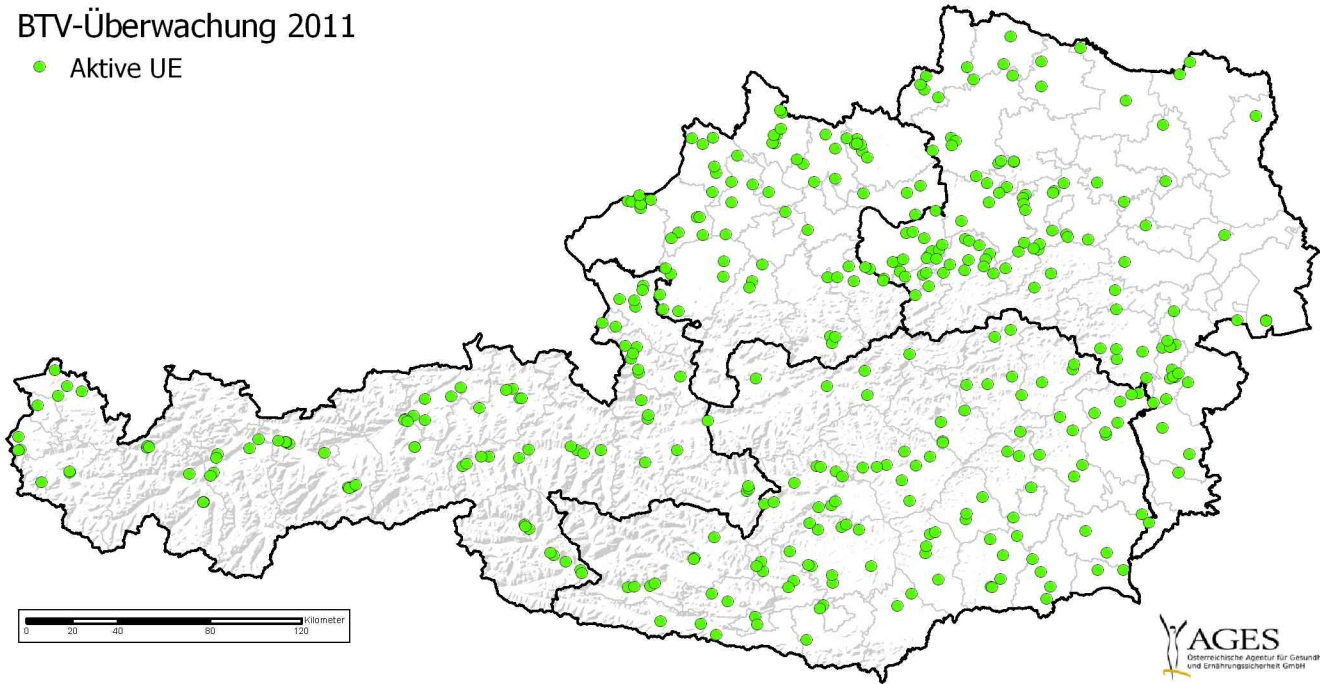 BTV-Überwachung 2011
Aktive UE
Kilometer
0 20 40 80 120
AGES
Österreichische Agentur für Gesundh
und Ernährungssicherheit GmbH